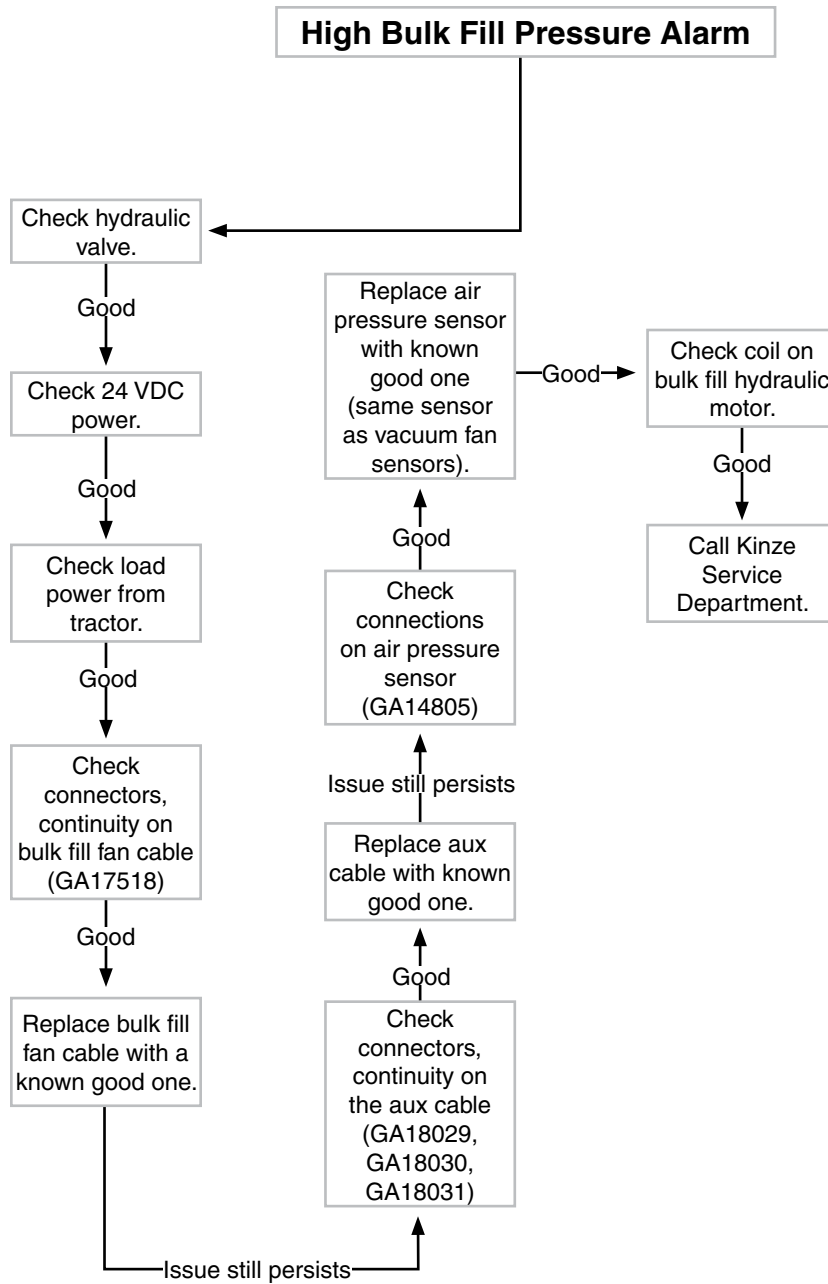 High Bulk Fill Pressure Alarm
Check hydraulic
valve.
Good
Check 24 VDC
power.
Good
Check load
power from
tractor.
Good
Check
connectors,
continuity on
bulk fill fan cable
(GA17518)
Good
Replace bulk fill
fan cable with a
known good one.
Issue still persists
Check
connectors,
continuity on
the aux cable
(GA18029,
GA18030,
GA18031)
Good
Replace aux
cable with known
good one.
Issue still persists
Check
connections
on air pressure
sensor
(GA14805)
Good
Replace air
pressure sensor
with known
good one
(same sensor
as vacuum fan
sensors).
Good
Check coil on
bulk fill hydraulic
motor.
Good
Call Kinze
Service
Department.